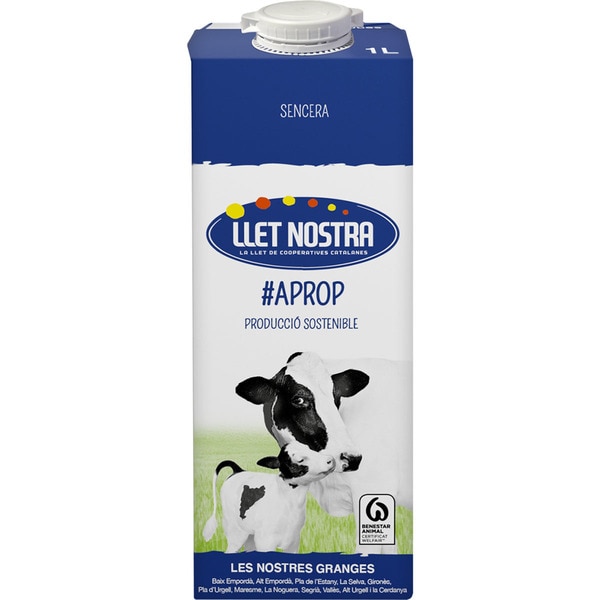 1L
SENCERA
LLET NOSTRA
LA LLET DE COOPERATIVES CATALANES
#APROP
PRODUCCIÓ SOSTENIBLE
BENESTAR
ANIMAL
CERTIFICAT
WELFAIR™
LES NOSTRES GRANGES
Baix Empordà, Alt Empordà, Pla de l'Estany, La Selva, Gironès,
Pla d'Urgell, Maresme, La Noguera, Segrià, Vallès, Alt Urgell i la Cerdanya